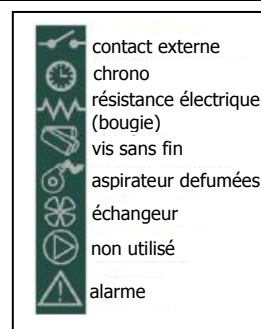 contact externe
chrono
résistance électrique
(bougie)
vis sans fin
aspirateur defumées
échangeur
non utilisé
alarme